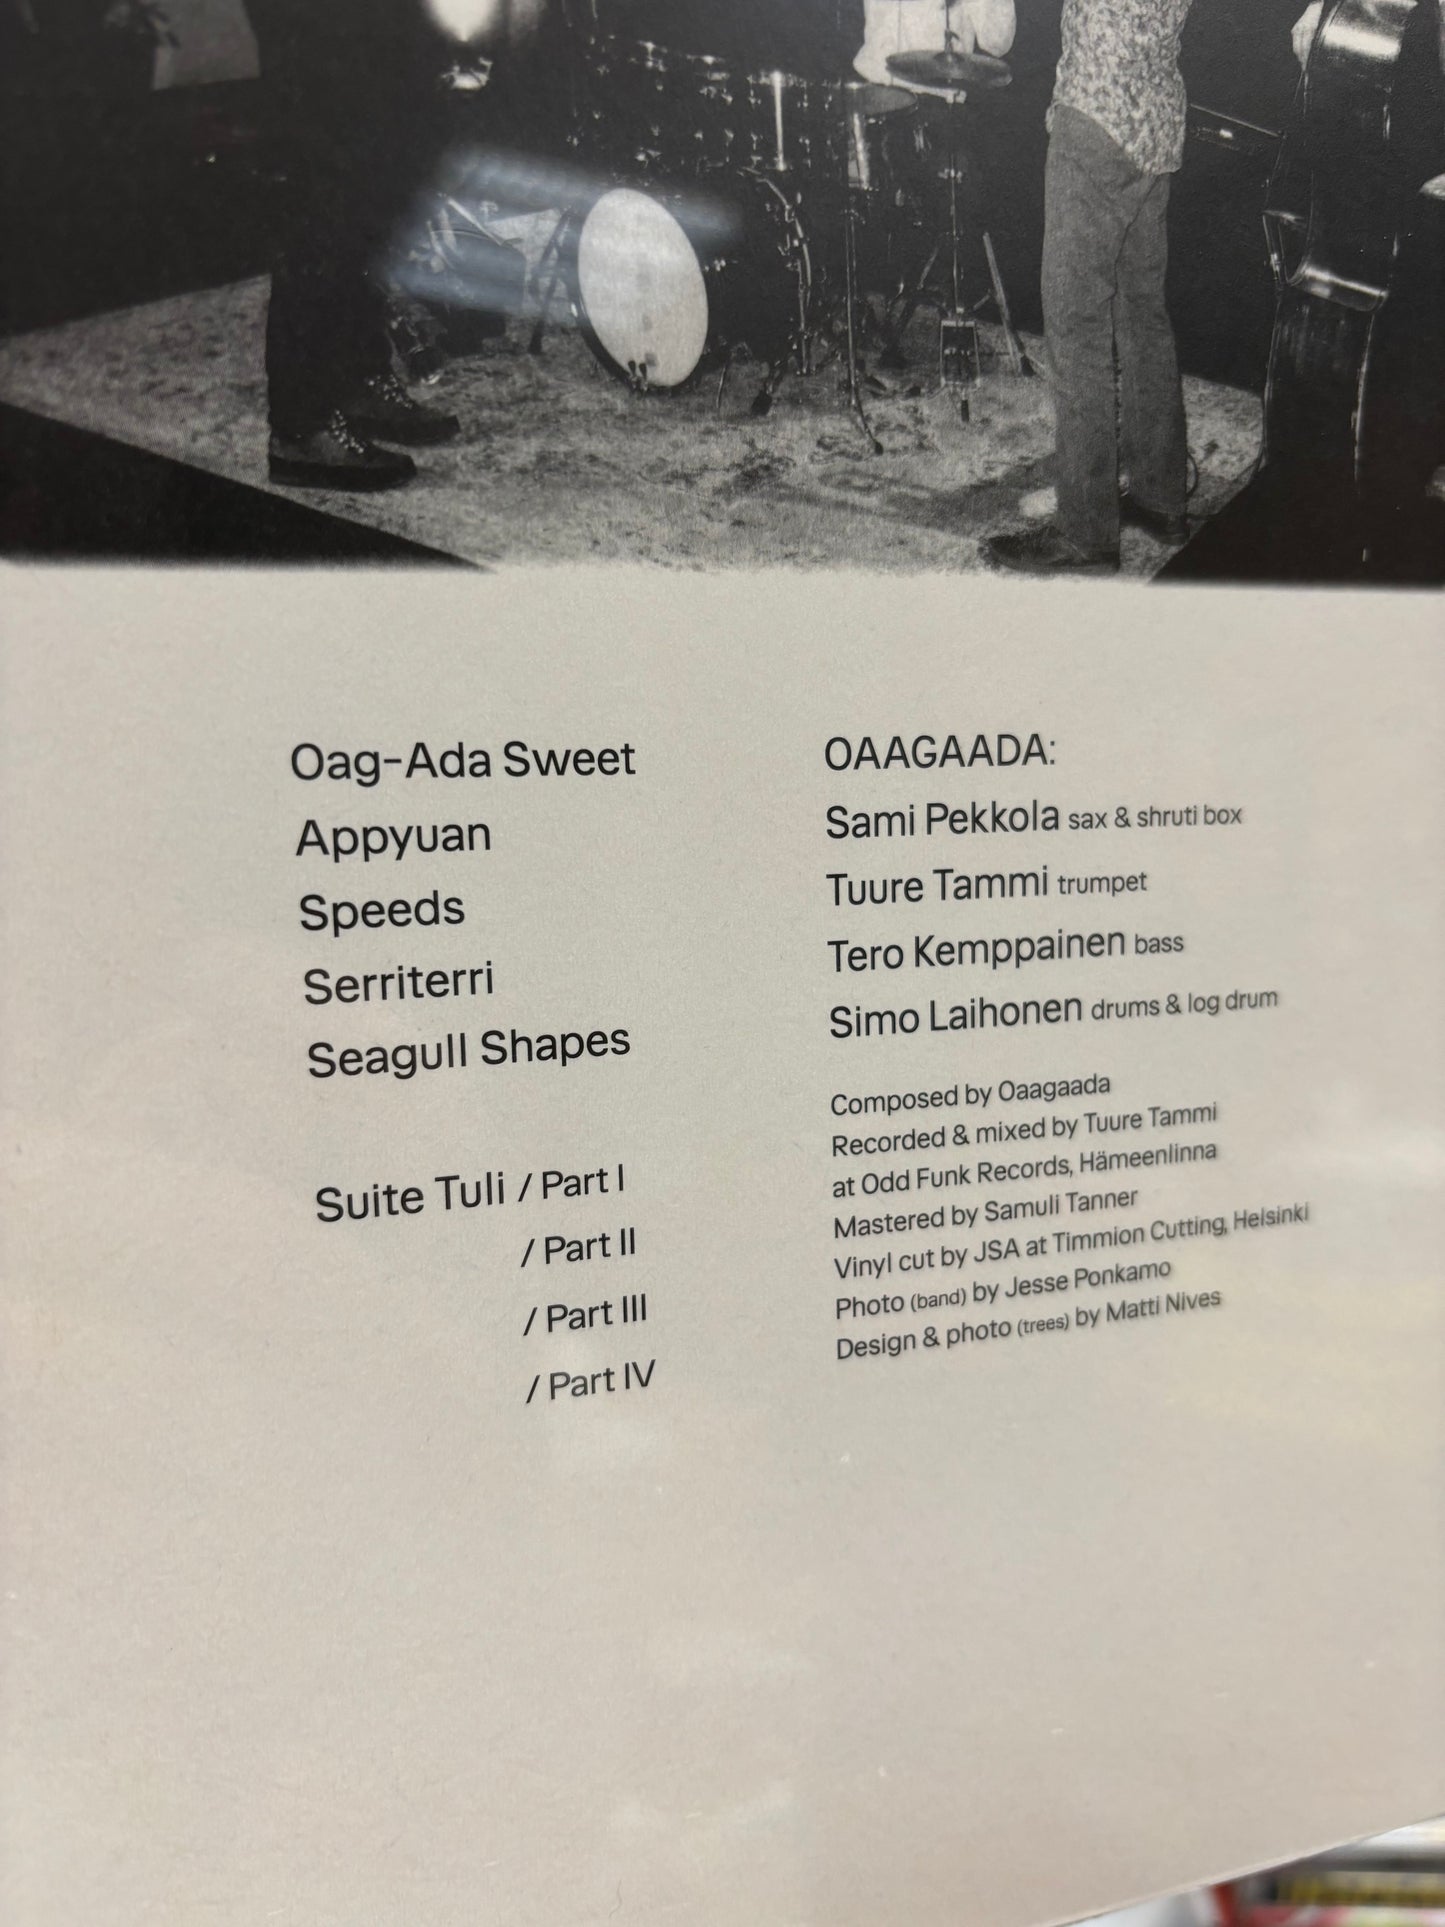 Oag-Ada Sweet
Appyuan
Speeds
Serriterri
Seagull Shapes
Suite Tuli / Part I
/ Part II
/ Part III
/ Part IV
OAAGAADA:
Sami Pekkola sax & shruti box
Tuure Tammi trumpet
Tero Kemppainen bass
Simo Laihonen drums & log drum
Composed by Oaagaada
Recorded & mixed by Tuure Tammi
at Odd Funk Records, Hämeenlinna
Mastered by Samuli Tanner
Vinyl cut by JSA at Timmion Cutting, Helsinki
Photo (band) by Jesse Ponkamo
Design & photo (trees) by Matti Nives